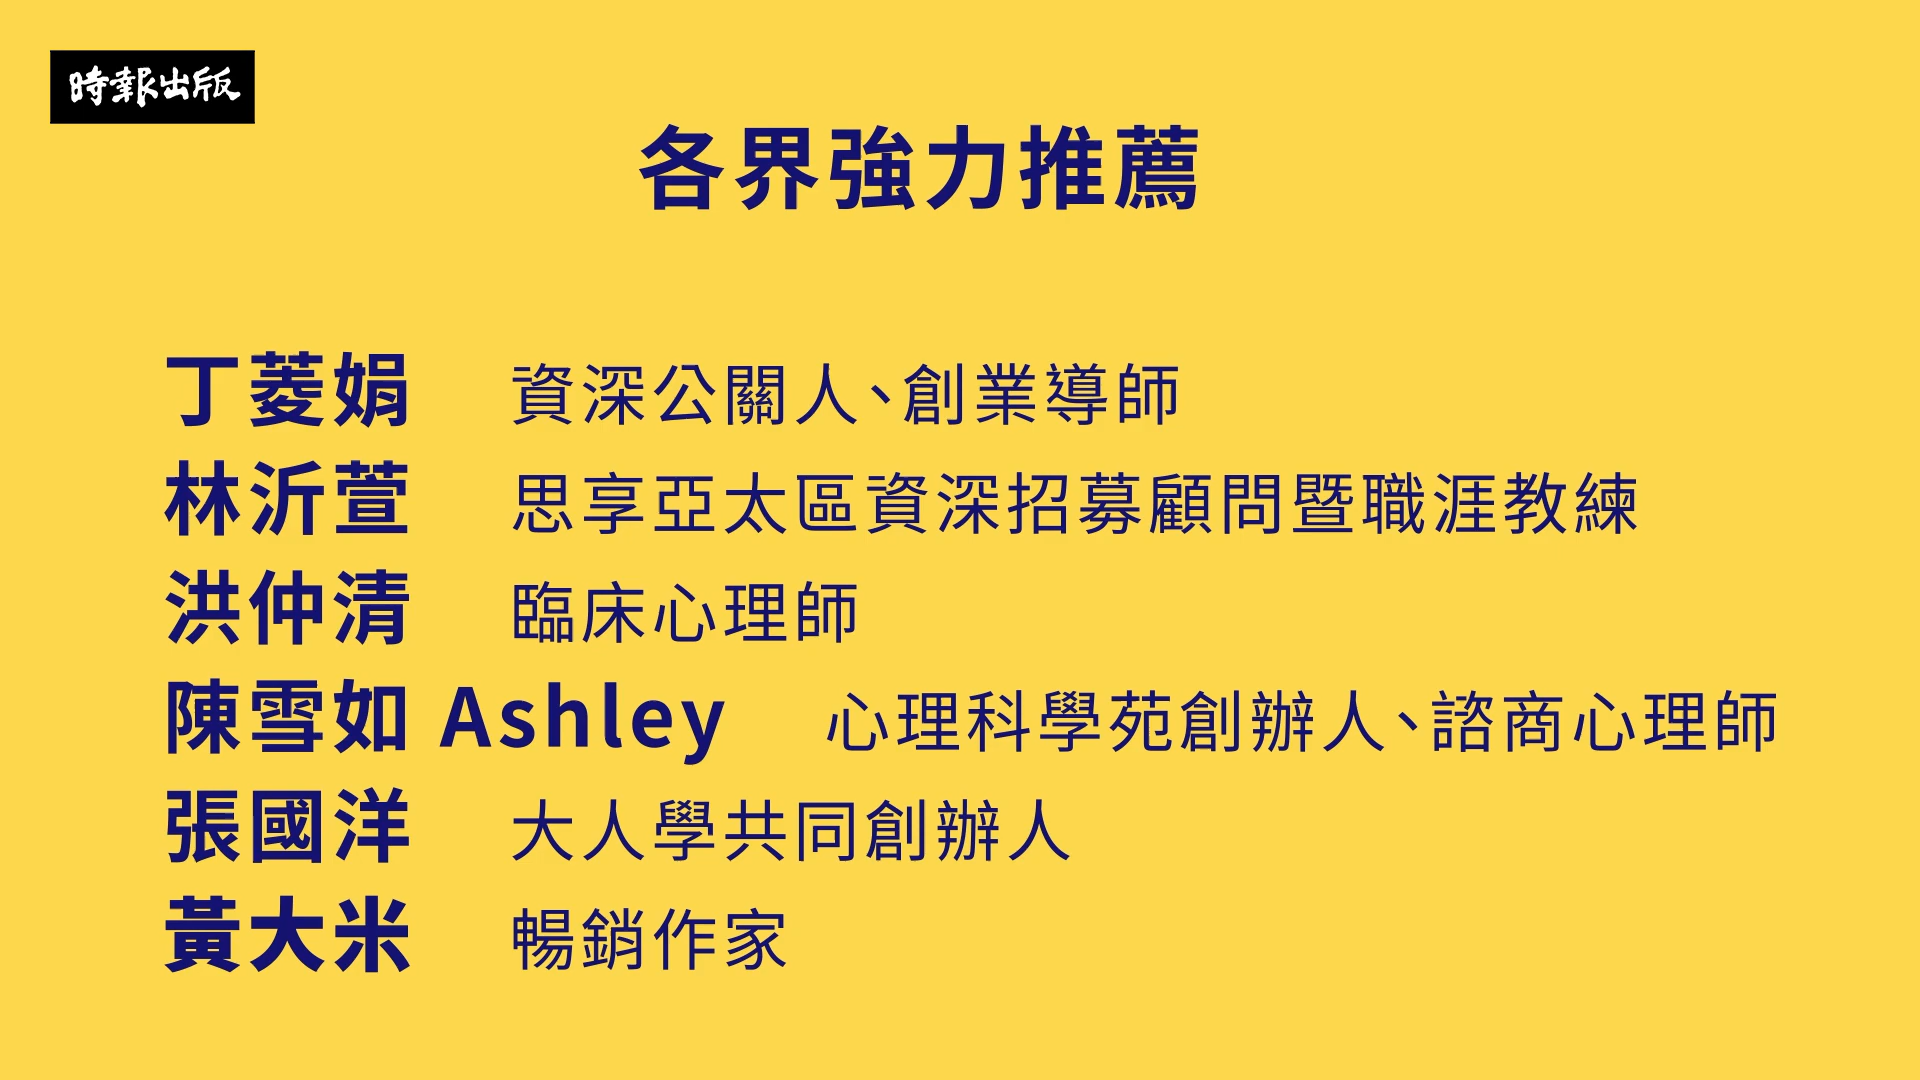 時報出版
各界強力推薦
丁菱娟 資深公關人、創業導師
林沂萱 思享亞太區資深招募顧問暨職涯教練
洪仲清 臨床心理師
陳雪如 Ashley 心理科學苑創辦人、諮商心理師
張國洋 大人學共同創辦人
黃大米 暢銷作家